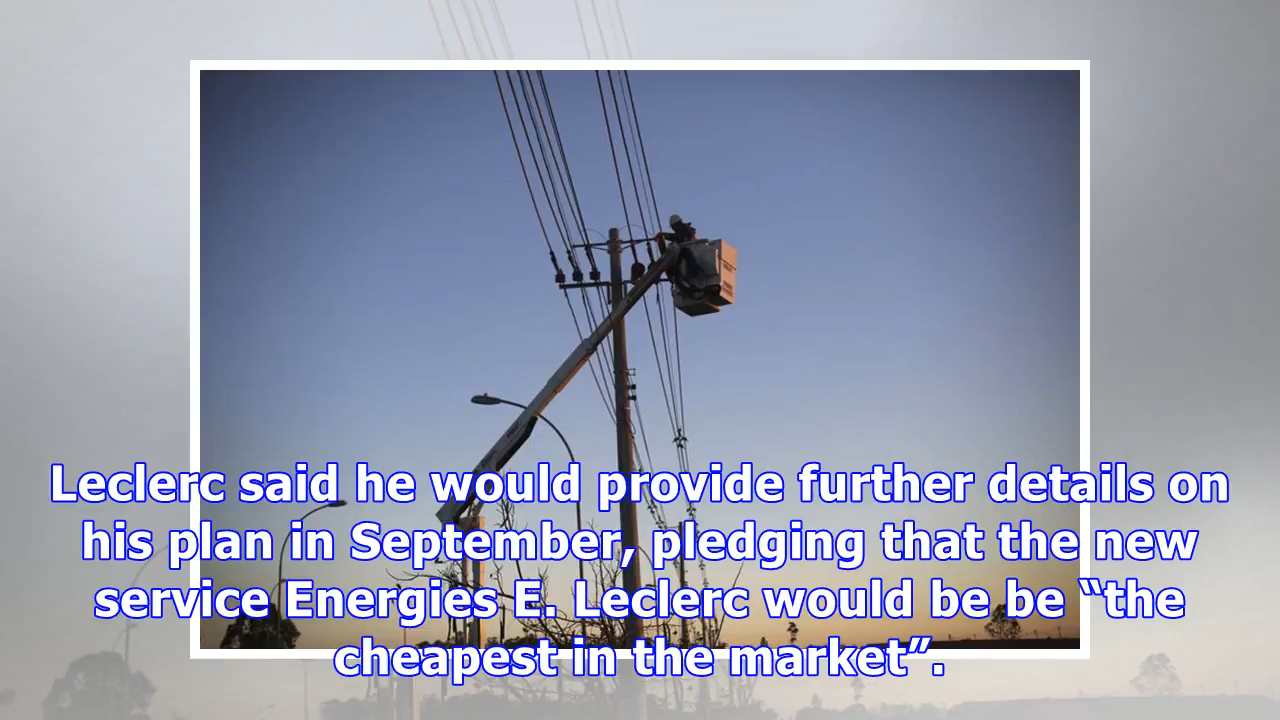 Leclerc said he would provide further details on
his plan in September, pledging that the new
service Energies E. Leclerc would be be “the
cheapest in the market”.